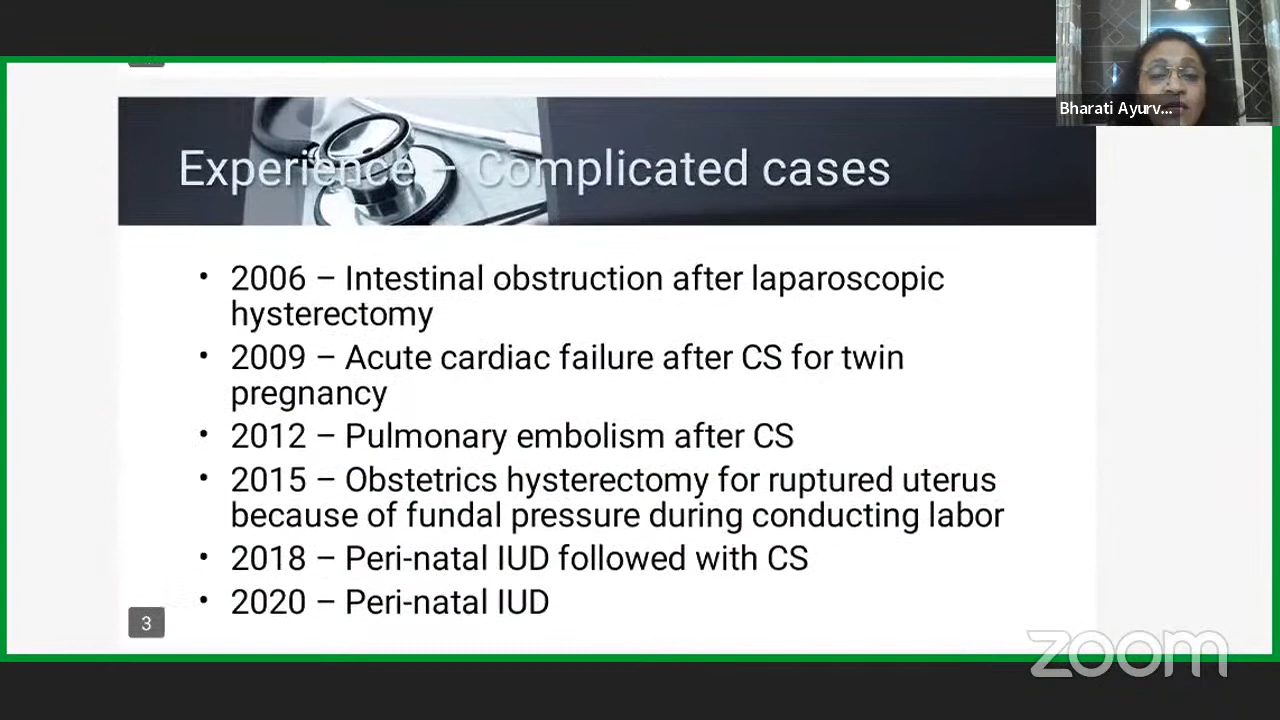 Bharati Ayurv...
Experience – Complicated cases
• 2006 – Intestinal obstruction after laparoscopic
hysterectomy
• 2009 – Acute cardiac failure after CS for twin
pregnancy
• 2012 – Pulmonary embolism after CS
• 2015 – Obstetrics hysterectomy for ruptured uterus
because of fundal pressure during conducting labor
• 2018 – Peri-natal IUD followed with CS
• 2020 – Peri-natal IUD
3
zoom